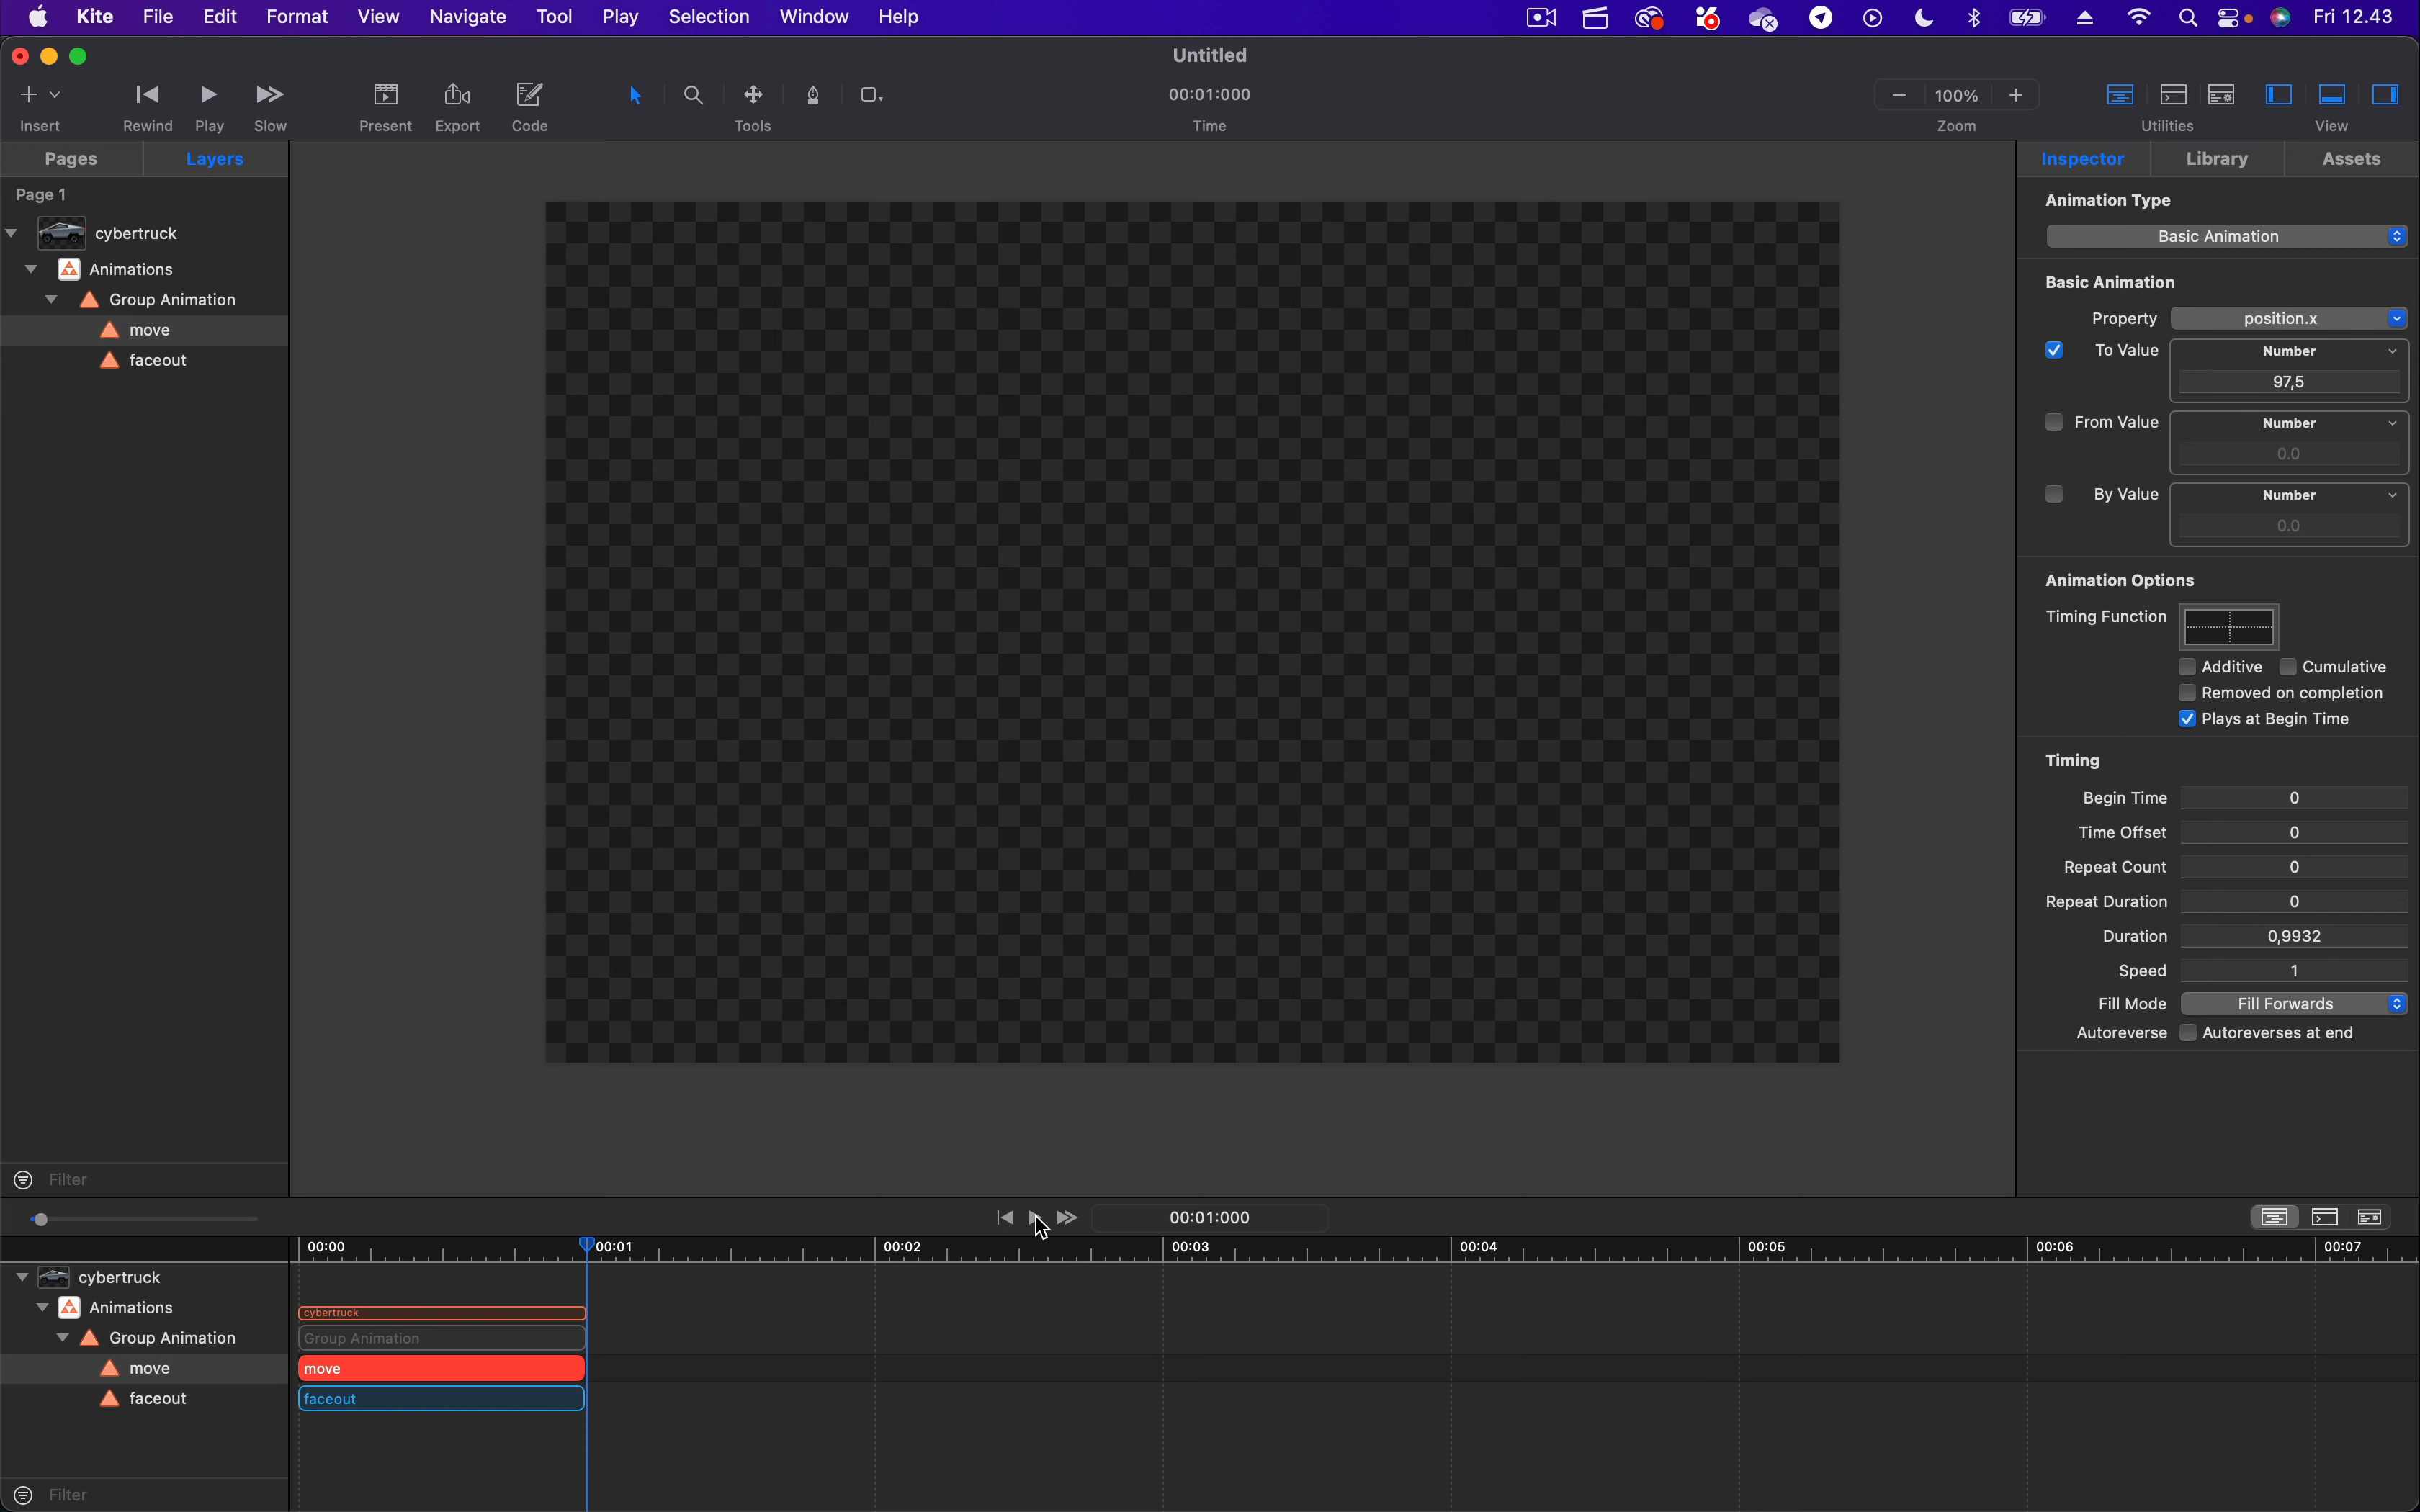 Kite File Edit Format View Navigate Tool Play Selection Window Help Fri 12.43
Untitled
00:01:000 100%
Insert Rewind Play Slow Present Export Code Tools Time Zoom Utilities View
Pages Layers
Page 1
cybertruck
Animations
Group Animation
move
faceout
Filter
Inspector Library Assets
Animation Type
Basic Animation
Basic Animation
Property position.x
To Value Number
97,5
From Value Number
0.0
By Value Number
0.0
Animation Options
Timing Function
Additive Cumulative
Removed on completion
Plays at Begin Time
Timing
Begin Time 0
Time Offset 0
Repeat Count 0
Repeat Duration 0
Duration 0,9932
Speed 1
Fill Mode Fill Forwards
Autoreverse Autoreverses at end
00:01:000
00:00 00:01 00:02 00:03 00:04 00:05 00:06 00:07
cybertruck
Animations cybertruck
Group Animation Group Animation
move move
faceout faceout
Filter